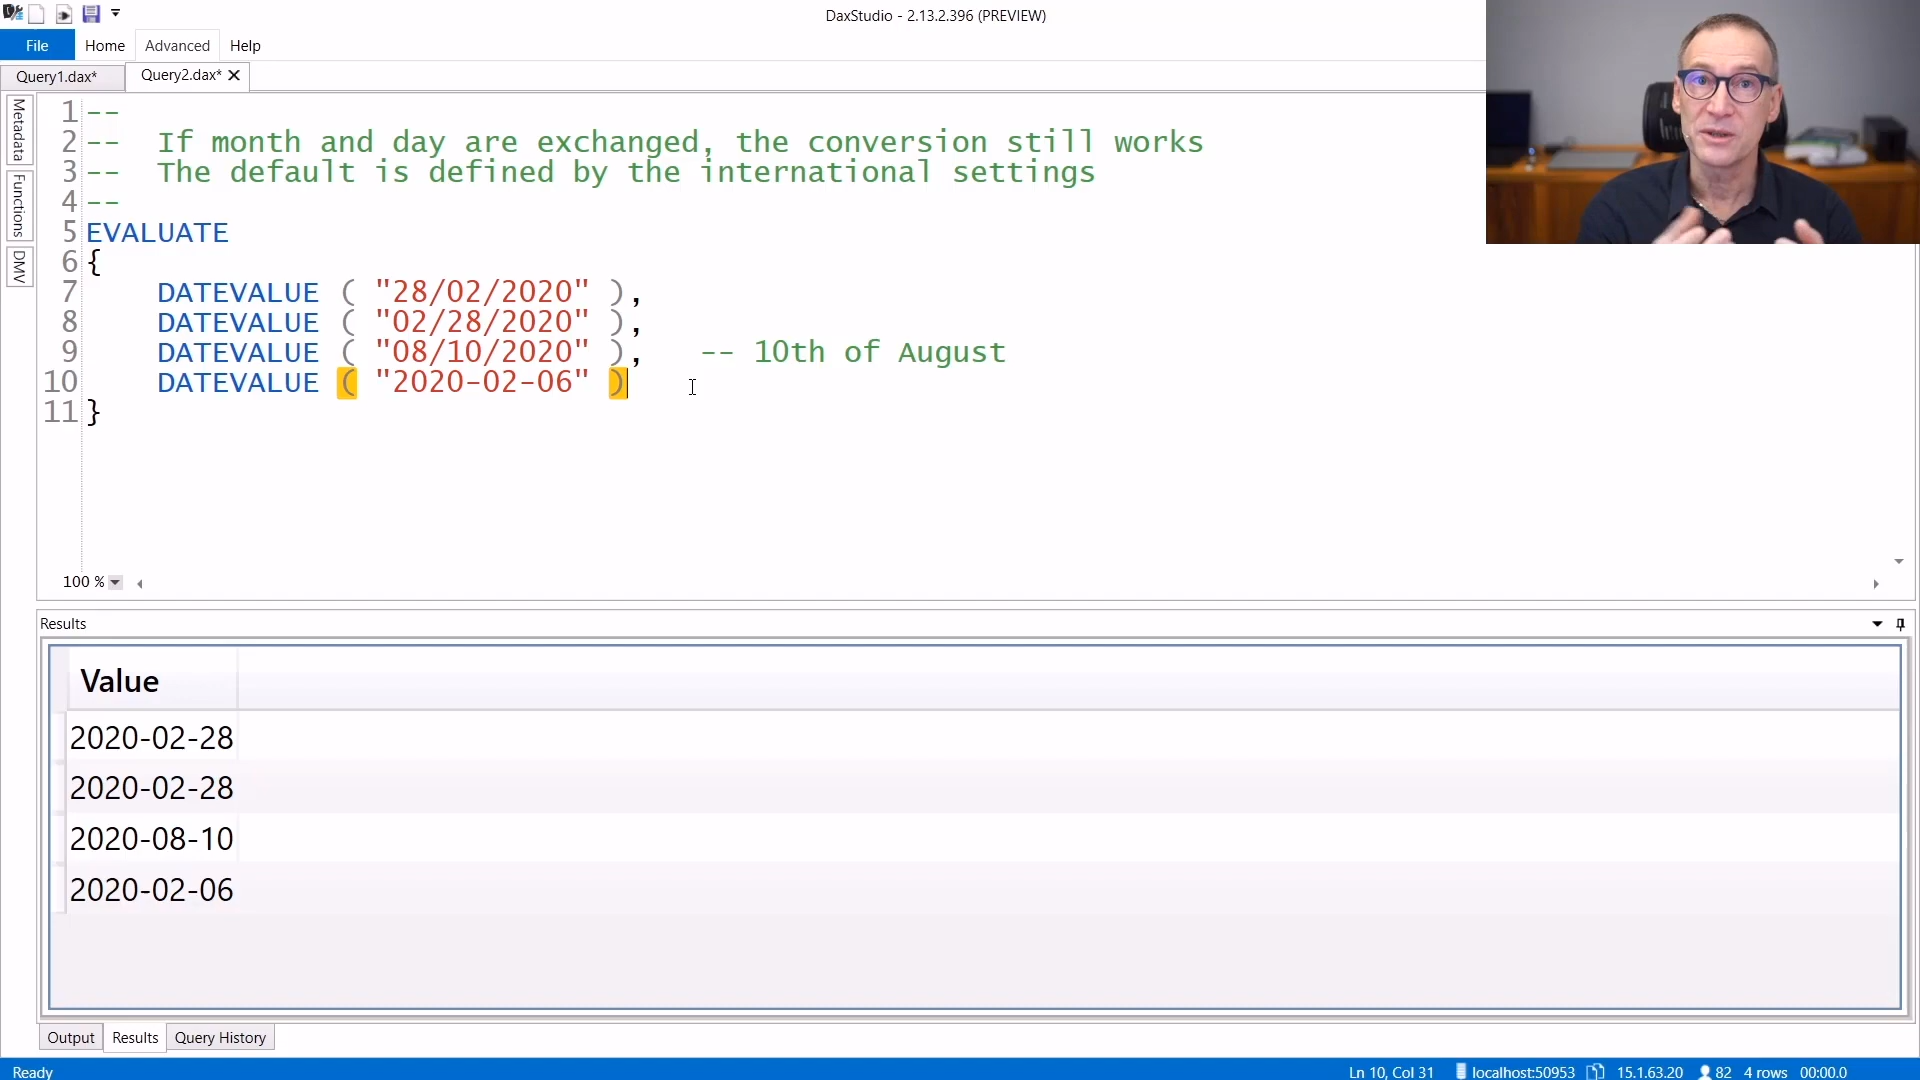 DaxStudio - 2.13.2.396 (PREVIEW)
File Home Advanced Help
Query1.dax* Query2.dax*
Metadata
Functions
DMV
1 --
2 --  If month and day are exchanged, the conversion still works
3 --  The default is defined by the international settings
4 --
5 EVALUATE
6 {
7     DATEVALUE ( "28/02/2020" ),
8     DATEVALUE ( "02/28/2020" ),
9     DATEVALUE ( "08/10/2020" ),   -- 10th of August
10     DATEVALUE ( "2020-02-06" )
11 }
100 %
Results
Value
2020-02-28
2020-02-28
2020-08-10
2020-02-06
Output Results Query History
Ready Ln 10, Col 31 localhost:50953 15.1.63.20 82 4 rows 00:00.0